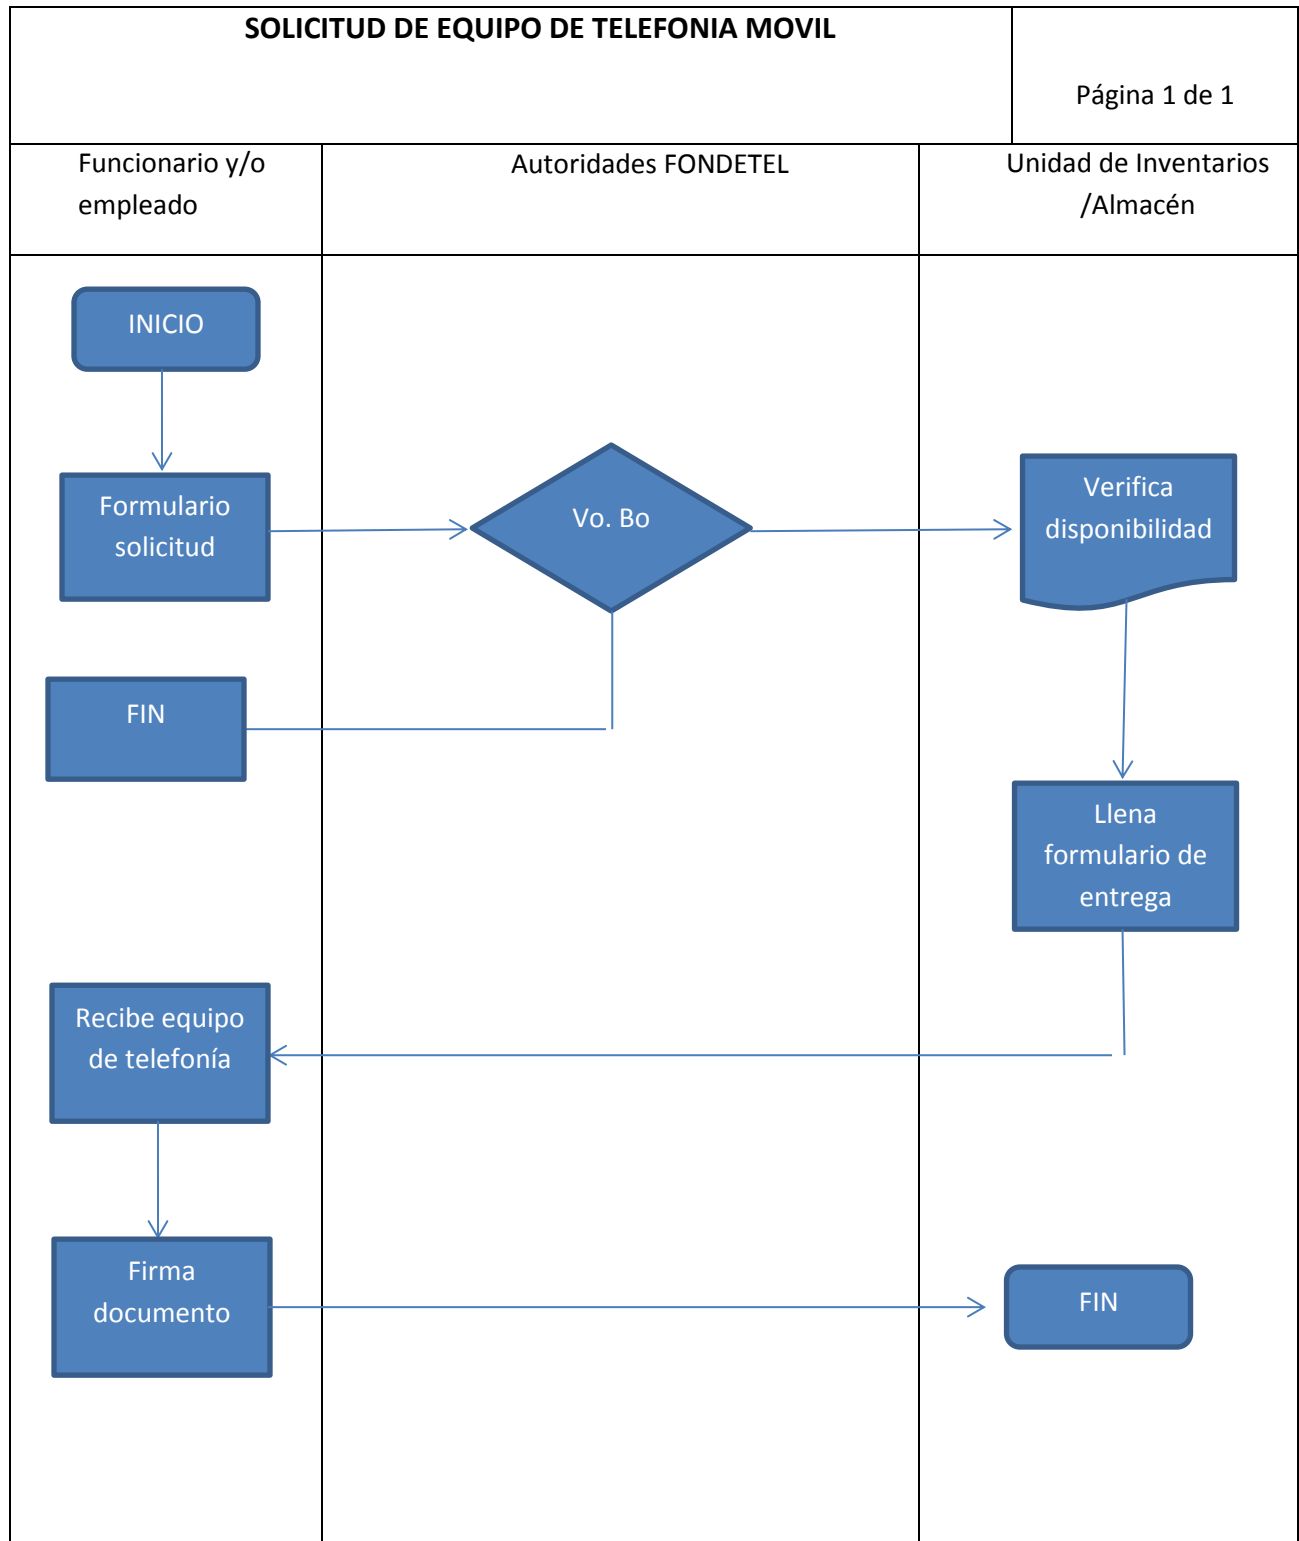 SOLICITUD DE EQUIPO DE TELEFONIA MOVIL
Página 1 de 1
Funcionario y/o
empleado
Autoridades FONDETEL
Unidad de Inventarios
/Almacén
INICIO
Formulario
solicitud
Vo. Bo
Verifica
disponibilidad
FIN
Llena
formulario de
entrega
Recibe equipo
de telefonía
Firma
documento
FIN